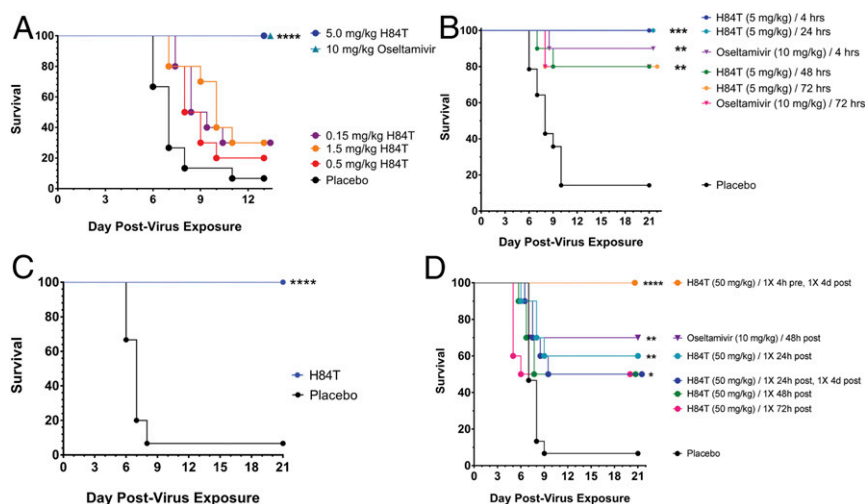 A
100
80
60
40
20
0
Survival
0 3 6 9 12
Day Post-Virus Exposure
****
5.0 mg/kg H84T
10 mg/kg Oseltamivir
0.15 mg/kg H84T
1.5 mg/kg H84T
0.5 mg/kg H84T
Placebo
B
100
80
60
40
20
0
Survival
0 3 6 9 12 15 18 21
Day Post-Virus Exposure
***
**
**
H84T (5 mg/kg) / 4 hrs
H84T (5 mg/kg) / 24 hrs
Oseltamivir (10 mg/kg) / 4 hrs
H84T (5 mg/kg) / 48 hrs
H84T (5 mg/kg) / 72 hrs
Oseltamivir (10 mg/kg) / 72 hrs
Placebo
C
100
80
60
40
20
0
Survival
0 3 6 9 12 15 18 21
Day Post-Virus Exposure
****
H84T
Placebo
D
100
80
60
40
20
0
Survival
0 3 6 9 12 15 18 21
Day Post-Virus Exposure
****
**
**
*
H84T (50 mg/kg) / 1X 4h pre, 1X 4d post
Oseltamivir (10 mg/kg) / 48h post
H84T (50 mg/kg) / 1X 24h post
H84T (50 mg/kg) / 1X 24h post, 1X 4d post
H84T (50 mg/kg) / 1X 48h post
H84T (50 mg/kg) / 1X 72h post
Placebo